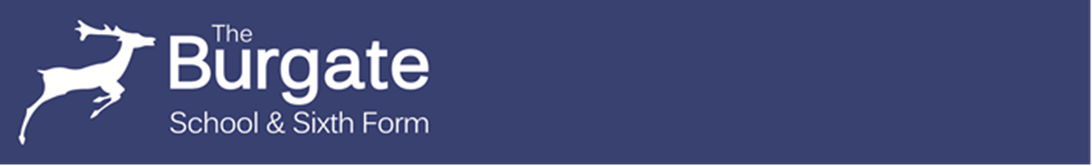 The
Burgate
School & Sixth Form